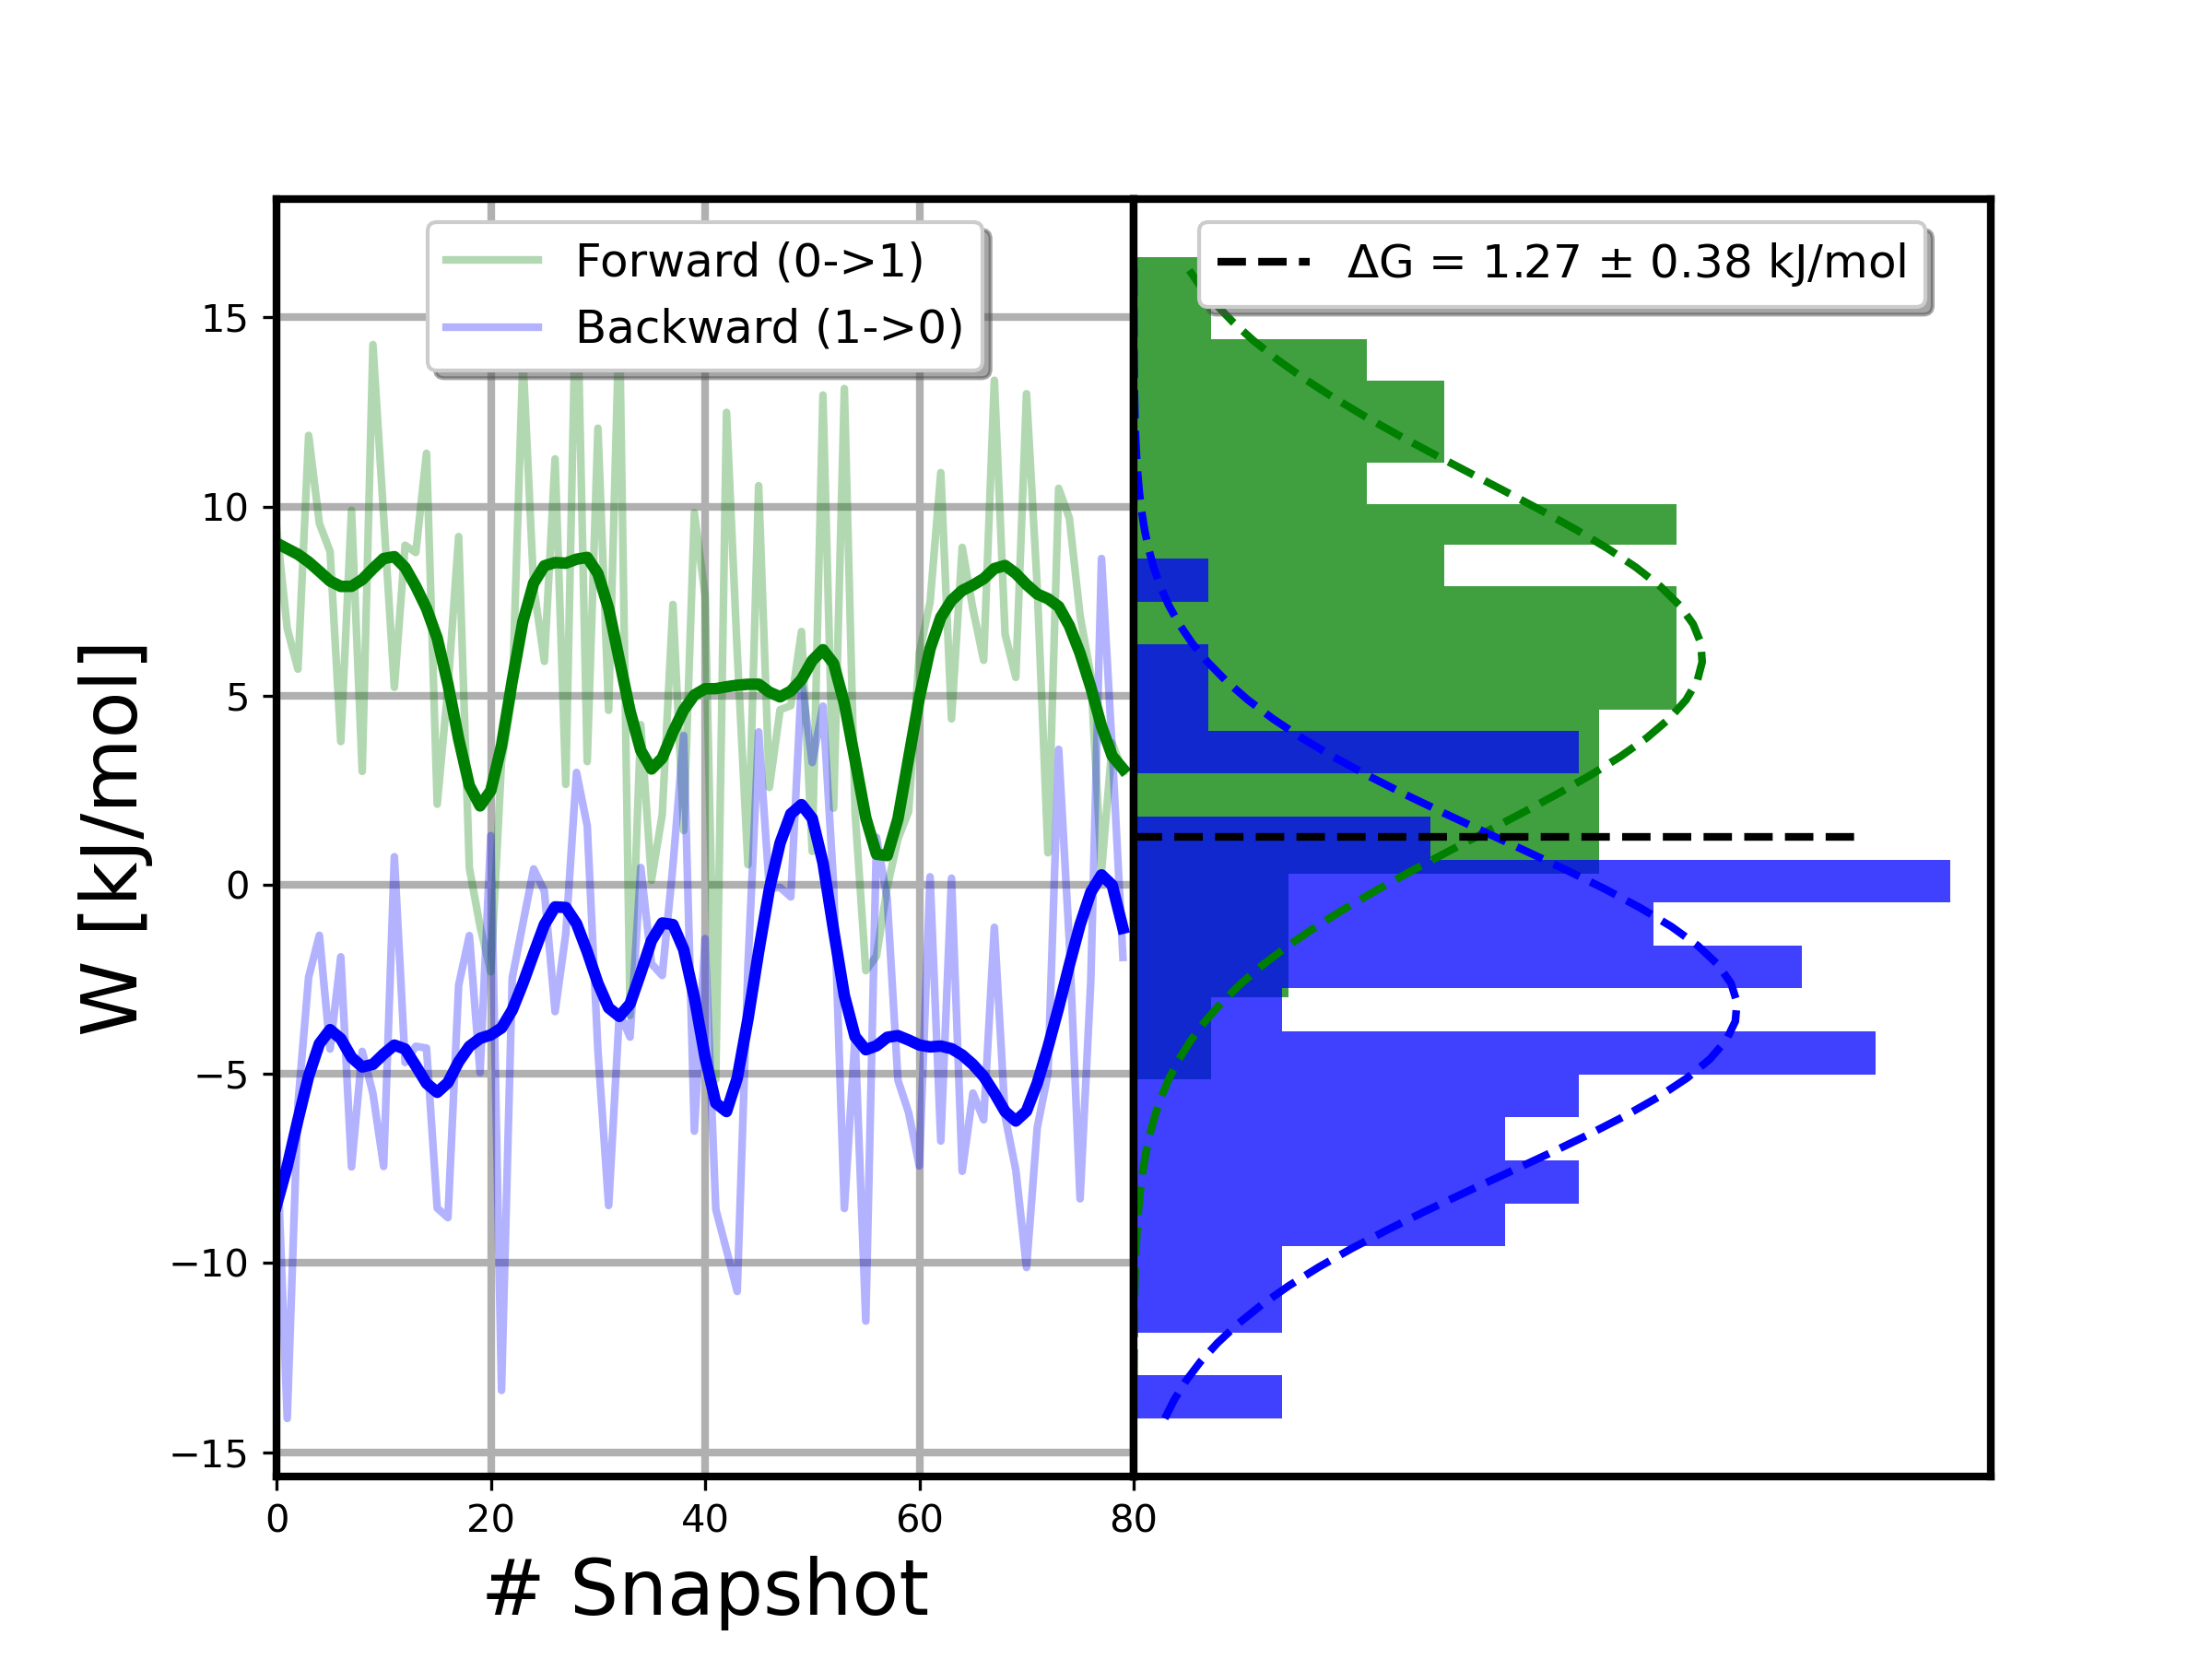 Forward (0->1)
Backward (1->0)
ΔG = 1.27 ± 0.38 kJ/mol
W [kJ/mol]
15
10
5
0
−5
−10
−15
0 20 40 60 80
# Snapshot